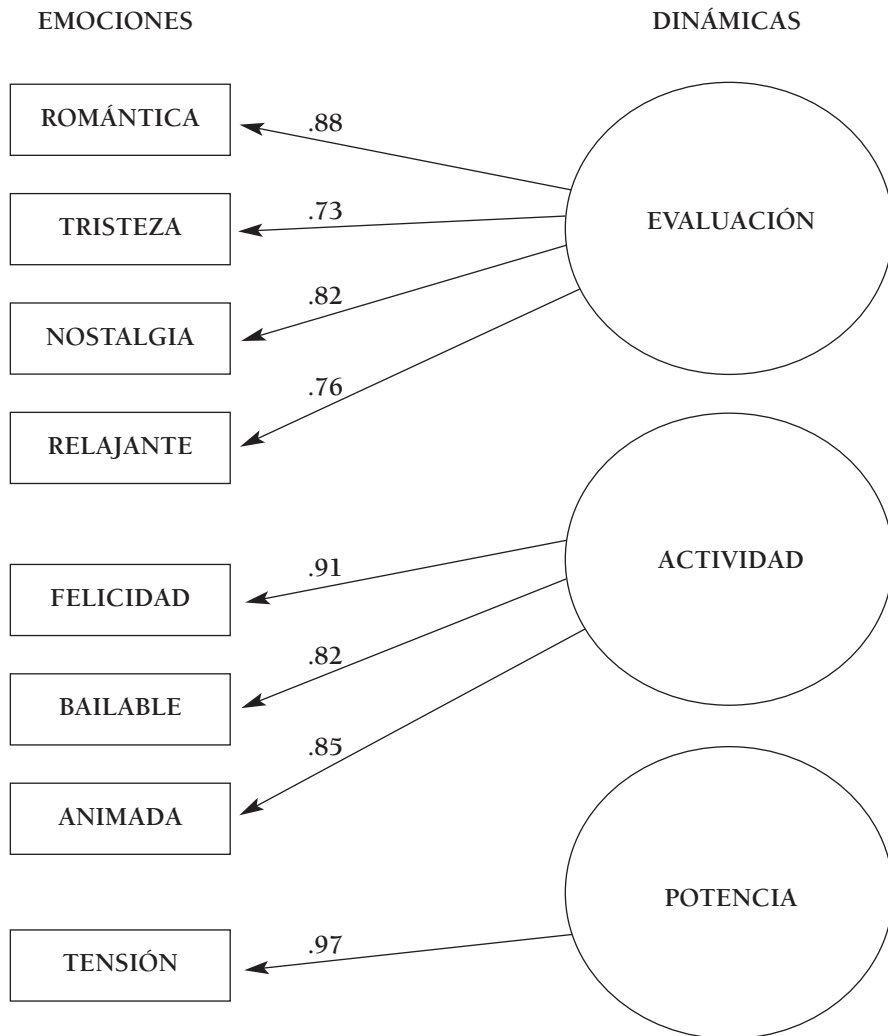 EMOCIONES DINÁMICAS
ROMÁNTICA .88
TRISTEZA .73 EVALUACIÓN
NOSTALGIA .82
RELAJANTE .76
FELICIDAD .91 ACTIVIDAD
BAILABLE .82
ANIMADA .85
TENSIÓN .97 POTENCIA